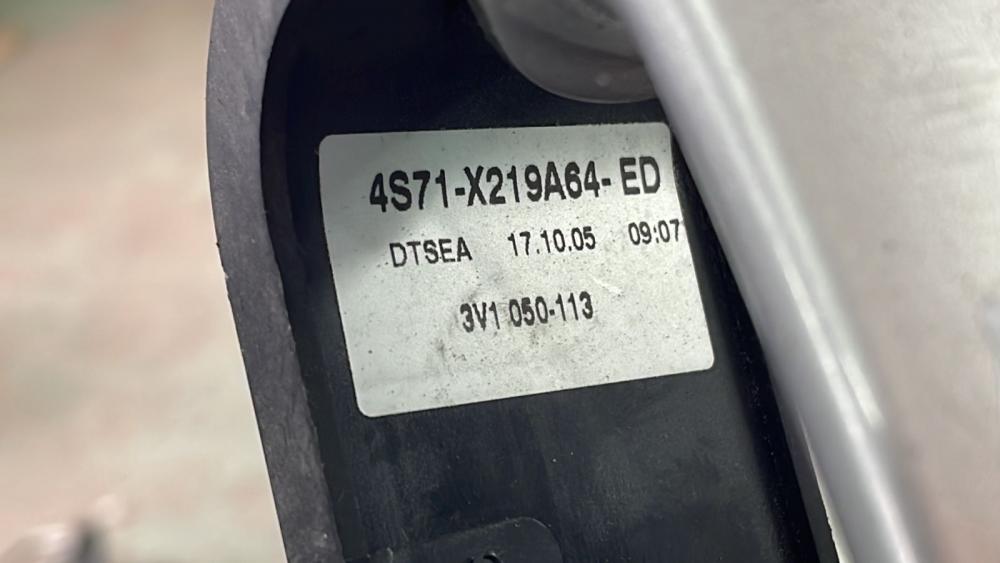 4S71-X219A64- ED
DTSEA 17.10.05 09:07
3V1 050-113